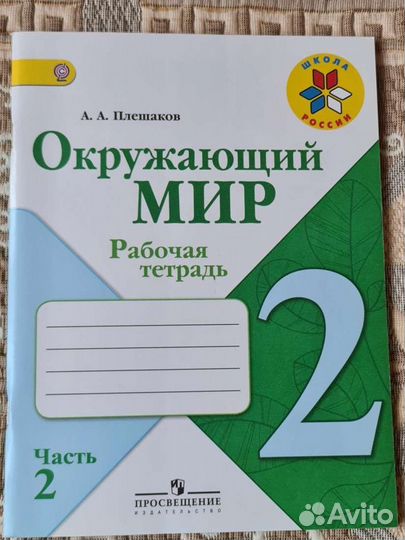 ШКОЛА
РОССИИ
А. А. Плешаков
Окружающий
МИР
Рабочая
тетрадь
2
Часть
2
ПРОСВЕЩЕНИЕ
ИЗДАТЕЛЬСТВО
Avito